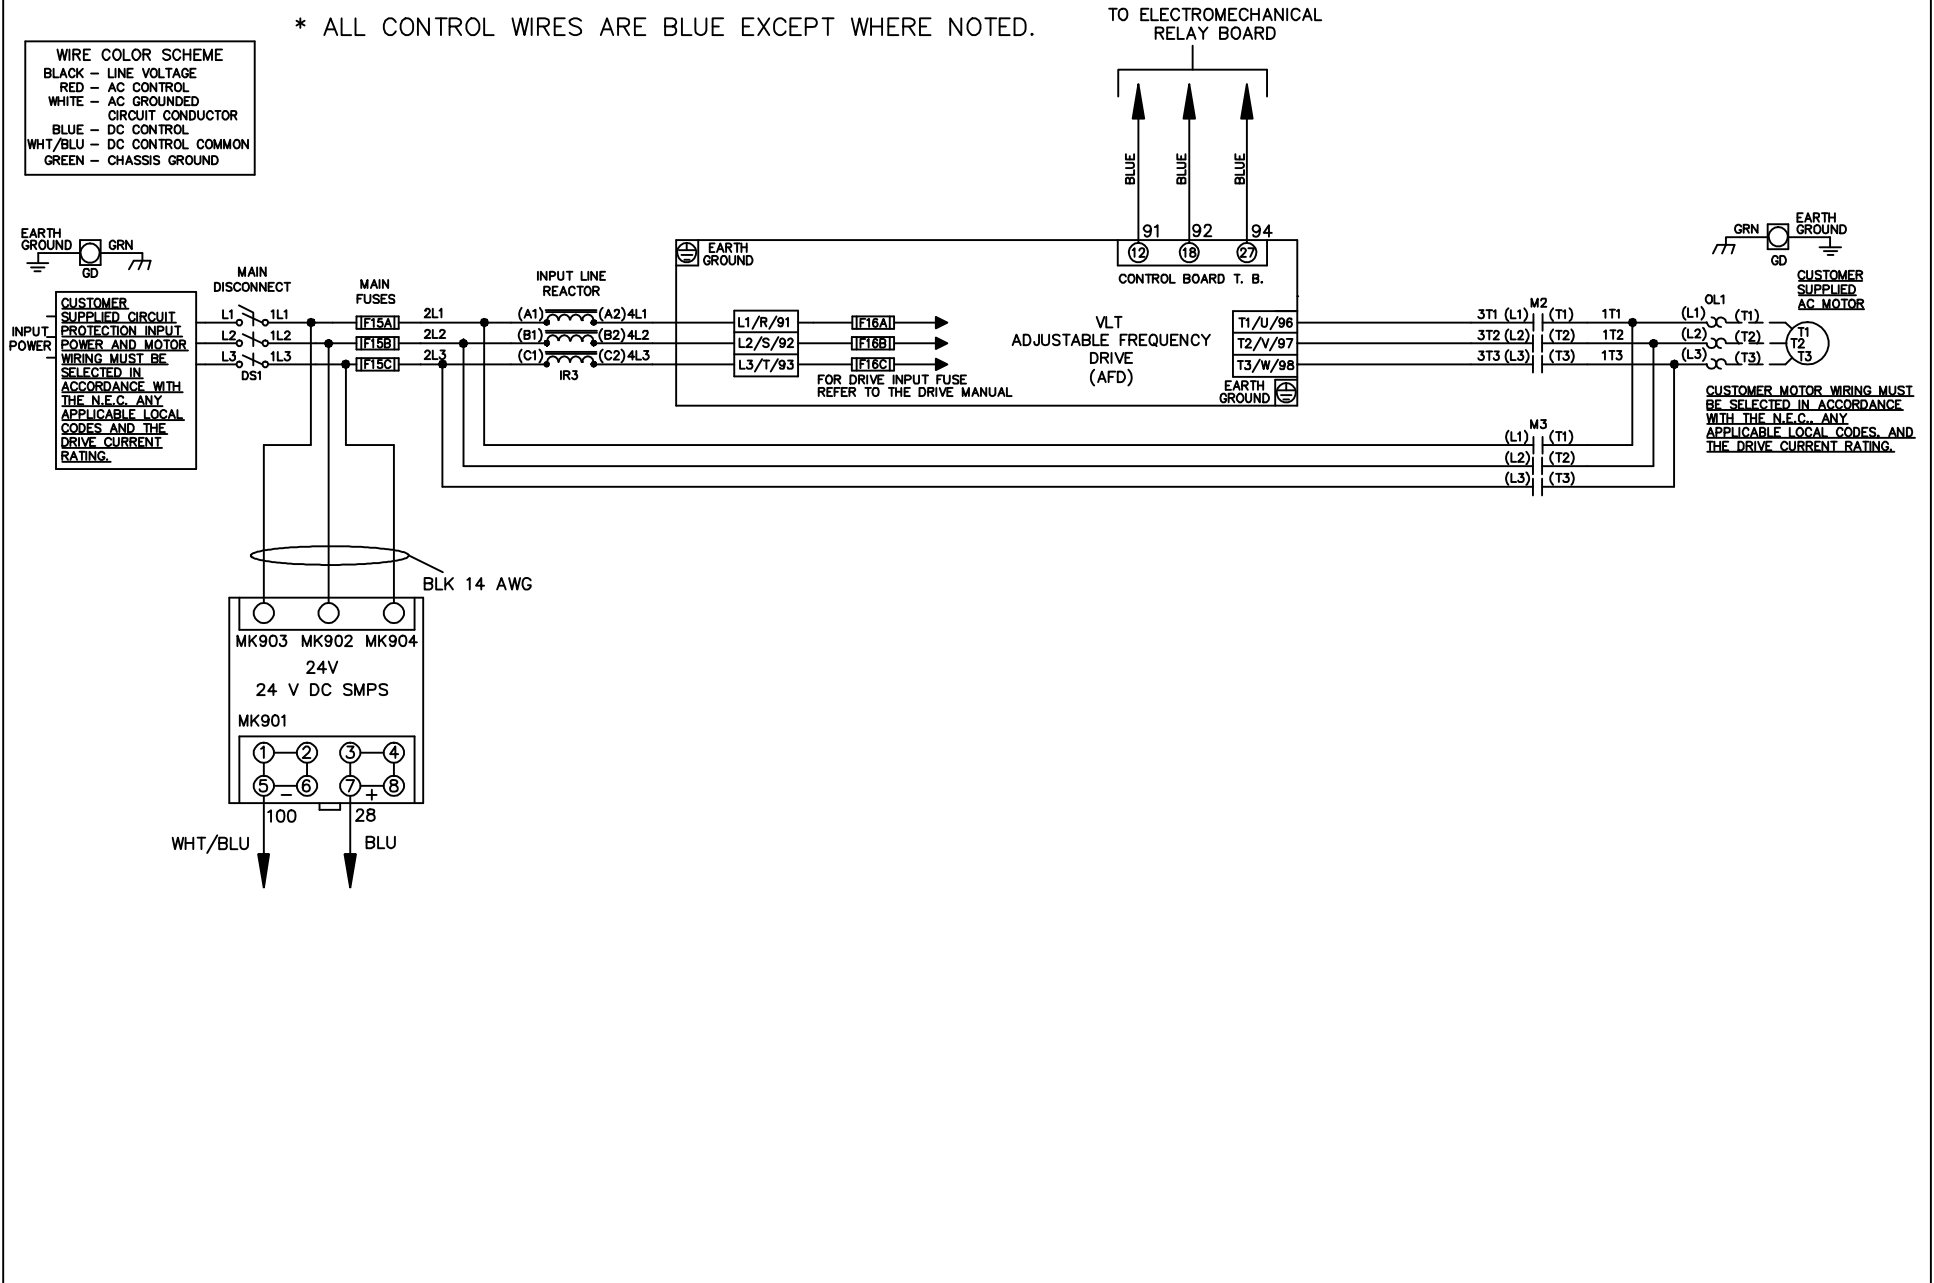 * ALL CONTROL WIRES ARE BLUE EXCEPT WHERE NOTED.
WIRE COLOR SCHEME
BLACK – LINE VOLTAGE
RED – AC CONTROL
WHITE – AC GROUNDED
CIRCUIT CONDUCTOR
BLUE – DC CONTROL
WHT/BLU – DC CONTROL COMMON
GREEN – CHASSIS GROUND
TO ELECTROMECHANICAL
RELAY BOARD
BLUE
BLUE
BLUE
91
92
94
12
18
27
CONTROL BOARD T. B.
EARTH
GROUND
GRN
GD
INPUT
POWER
CUSTOMER
SUPPLIED CIRCUIT
PROTECTION INPUT
POWER AND MOTOR
WIRING MUST BE
SELECTED IN
ACCORDANCE WITH
THE N.E.C. ANY
APPLICABLE LOCAL
CODES AND THE
DRIVE CURRENT
RATING.
MAIN
DISCONNECT
L1
1L1
L2
1L2
L3
1L3
DS1
MAIN
FUSES
F15A
F15B
F15C
2L1
2L2
2L3
INPUT LINE
REACTOR
(A1)
(A2)4L1
(B1)
(B2)4L2
(C1)
(C2)4L3
IR3
EARTH
GROUND
L1/R/91
L2/S/92
L3/T/93
F16A
F16B
F16C
FOR DRIVE INPUT FUSE
REFER TO THE DRIVE MANUAL
VLT
ADJUSTABLE FREQUENCY
DRIVE
(AFD)
T1/U/96
T2/V/97
T3/W/98
EARTH
GROUND
M2
3T1 (L1) (T1) 1T1
3T2 (L2) (T2) 1T2
3T3 (L3) (T3) 1T3
M3
(L1) (T1)
(L2) (T2)
(L3) (T3)
OL1
(L1) (T1)
(L2) (T2)
(L3) (T3)
T1
T2
T3
GRN
GD
EARTH
GROUND
CUSTOMER
SUPPLIED
AC MOTOR
CUSTOMER MOTOR WIRING MUST
BE SELECTED IN ACCORDANCE
WITH THE N.E.C., ANY
APPLICABLE LOCAL CODES, AND
THE DRIVE CURRENT RATING.
BLK 14 AWG
MK903 MK902 MK904
24V
24 V DC SMPS
MK901
1 2 3 4
5 6 7 8
– +
100
28
WHT/BLU
BLU